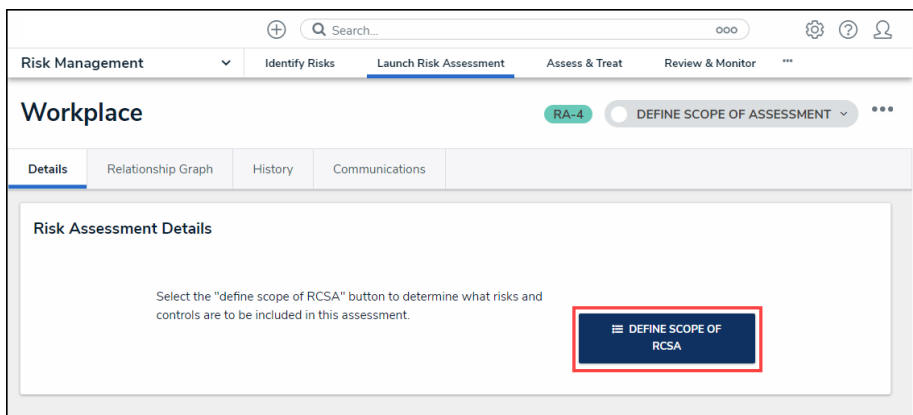 Search... ooo
Risk Management Identify Risks Launch Risk Assessment Assess & Treat Review & Monitor ...
Workplace RA-4 DEFINE SCOPE OF ASSESSMENT
Details Relationship Graph History Communications
Risk Assessment Details
Select the "define scope of RCSA" button to determine what risks and
controls are to be included in this assessment.
DEFINE SCOPE OF
RCSA